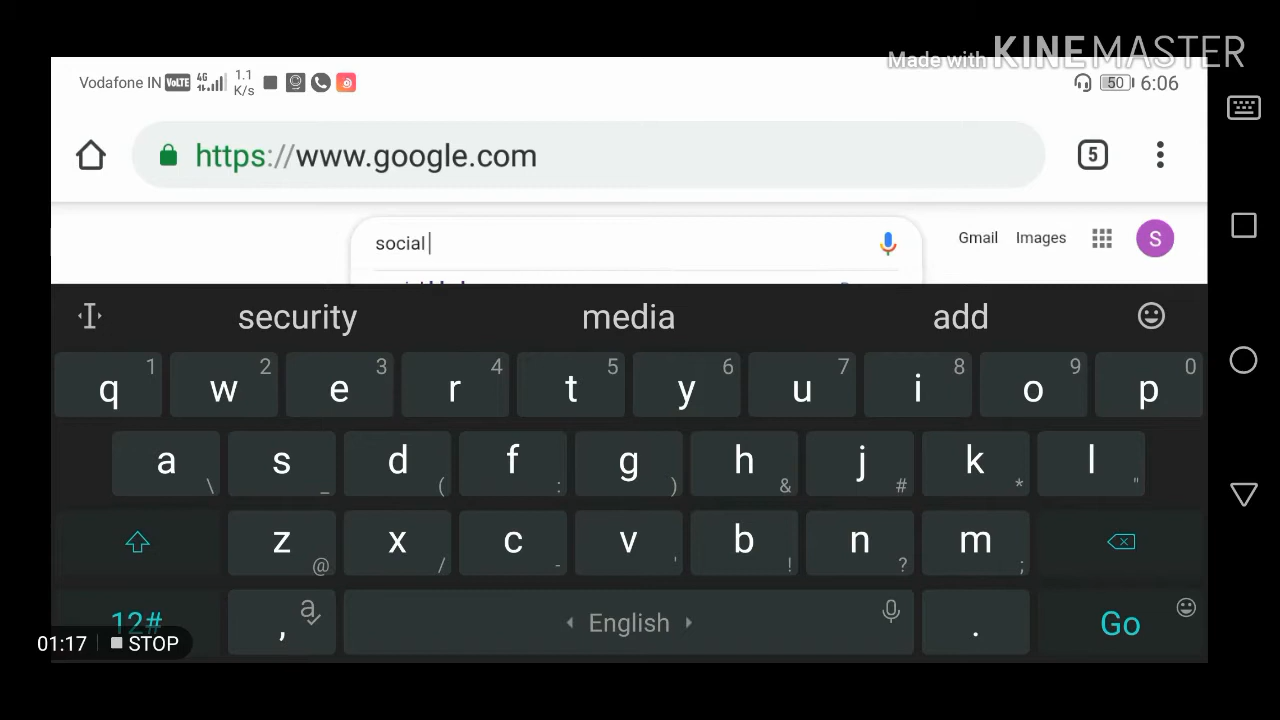 Made with KINEMASTER
Vodafone IN VoLTE 4G 1.1 K/s 50 6:06
https://www.google.com 5
social Gmail Images S
security media add
1 2 3 4 5 6 7 8 9 0
q w e r t y u i o p
a s d f g h j k l
\ _ ( : ) & # * "
z x c v b n m
@ / - ' ! ? ;
12# , a English . Go
01:17 STOP